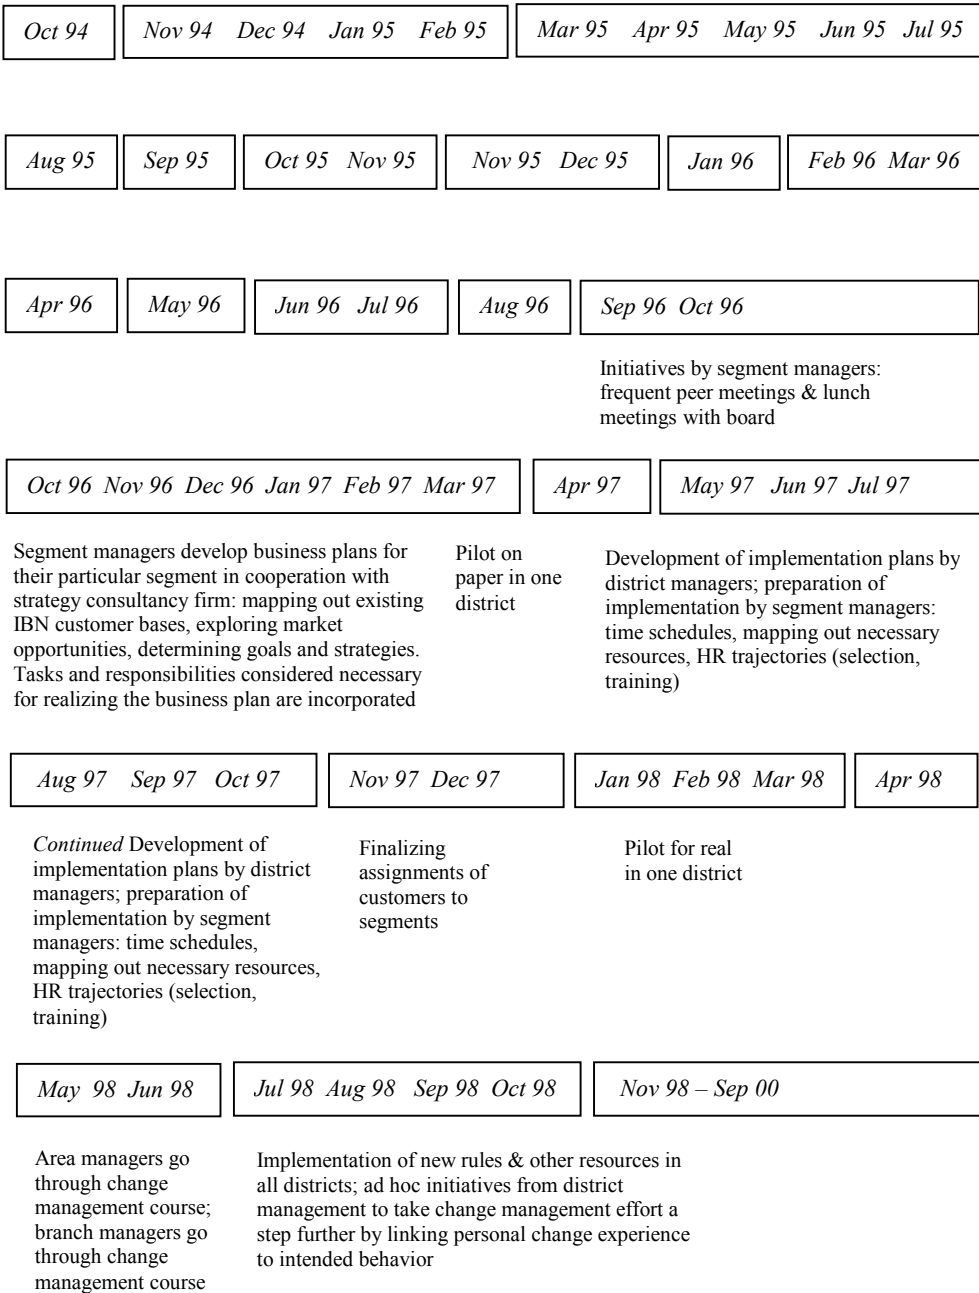 Oct 94 Nov 94 Dec 94 Jan 95 Feb 95 Mar 95 Apr 95 May 95 Jun 95 Jul 95
Aug 95 Sep 95 Oct 95 Nov 95 Nov 95 Dec 95 Jan 96 Feb 96 Mar 96
Apr 96 May 96 Jun 96 Jul 96 Aug 96 Sep 96 Oct 96
Initiatives by segment managers:
frequent peer meetings & lunch
meetings with board
Oct 96 Nov 96 Dec 96 Jan 97 Feb 97 Mar 97 Apr 97 May 97 Jun 97 Jul 97
Segment managers develop business plans for
their particular segment in cooperation with
strategy consultancy firm: mapping out existing
IBN customer bases, exploring market
opportunities, determining goals and strategies.
Tasks and responsibilities considered necessary
for realizing the business plan are incorporated
Pilot on
paper in one
district
Development of implementation plans by
district managers; preparation of
implementation by segment managers:
time schedules, mapping out necessary
resources, HR trajectories (selection,
training)
Aug 97 Sep 97 Oct 97 Nov 97 Dec 97 Jan 98 Feb 98 Mar 98 Apr 98
Continued Development of
implementation plans by district
managers; preparation of
implementation by segment
managers: time schedules,
mapping out necessary resources,
HR trajectories (selection,
training)
Finalizing
assignments of
customers to
segments
Pilot for real
in one district
May 98 Jun 98 Jul 98 Aug 98 Sep 98 Oct 98 Nov 98 – Sep 00
Area managers go
through change
management course;
branch managers go
through change
management course
Implementation of new rules & other resources in
all districts; ad hoc initiatives from district
management to take change management effort a
step further by linking personal change experience
to intended behavior